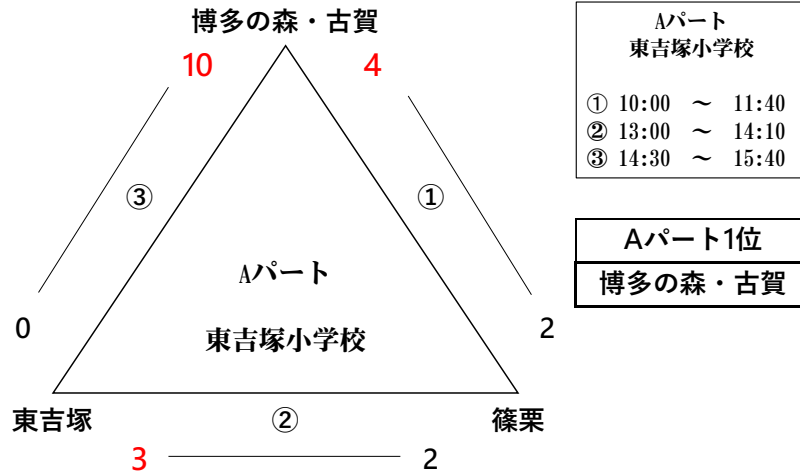 博多の森・古賀
10
4
③
①
Aパート
東吉塚小学校
0
2
東吉塚
②
篠栗
3
2
Aパート
東吉塚小学校
① 10:00 ～ 11:40
② 13:00 ～ 14:10
③ 14:30 ～ 15:40
Aパート1位
博多の森・古賀